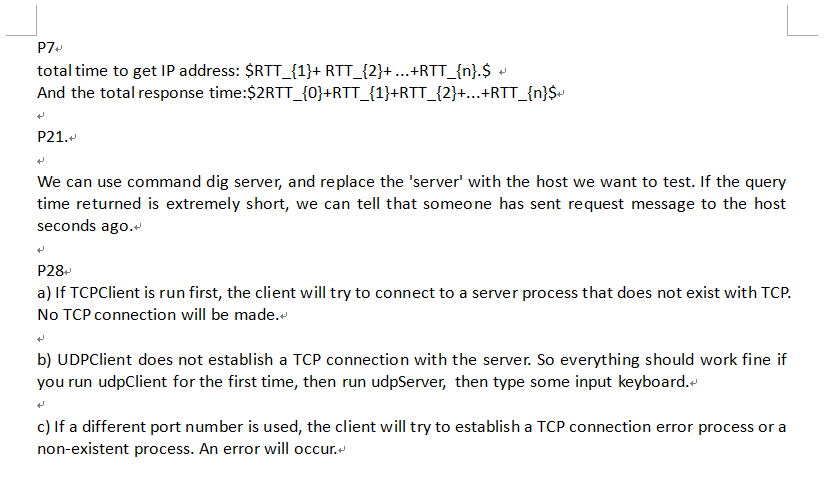 P7
total time to get IP address: $RTT_{1}+ RTT_{2}+ ...+RTT_{n}.$
And the total response time:$2RTT_{0}+RTT_{1}+RTT_{2}+...+RTT_{n}$
P21.
We can use command dig server, and replace the 'server' with the host we want to test. If the query
time returned is extremely short, we can tell that someone has sent request message to the host
seconds ago.
P28
a) If TCPClient is run first, the client will try to connect to a server process that does not exist with TCP.
No TCP connection will be made.
b) UDPClient does not establish a TCP connection with the server. So everything should work fine if
you run udpClient for the first time, then run udpServer, then type some input keyboard.
c) If a different port number is used, the client will try to establish a TCP connection error process or a
non-existent process. An error will occur.